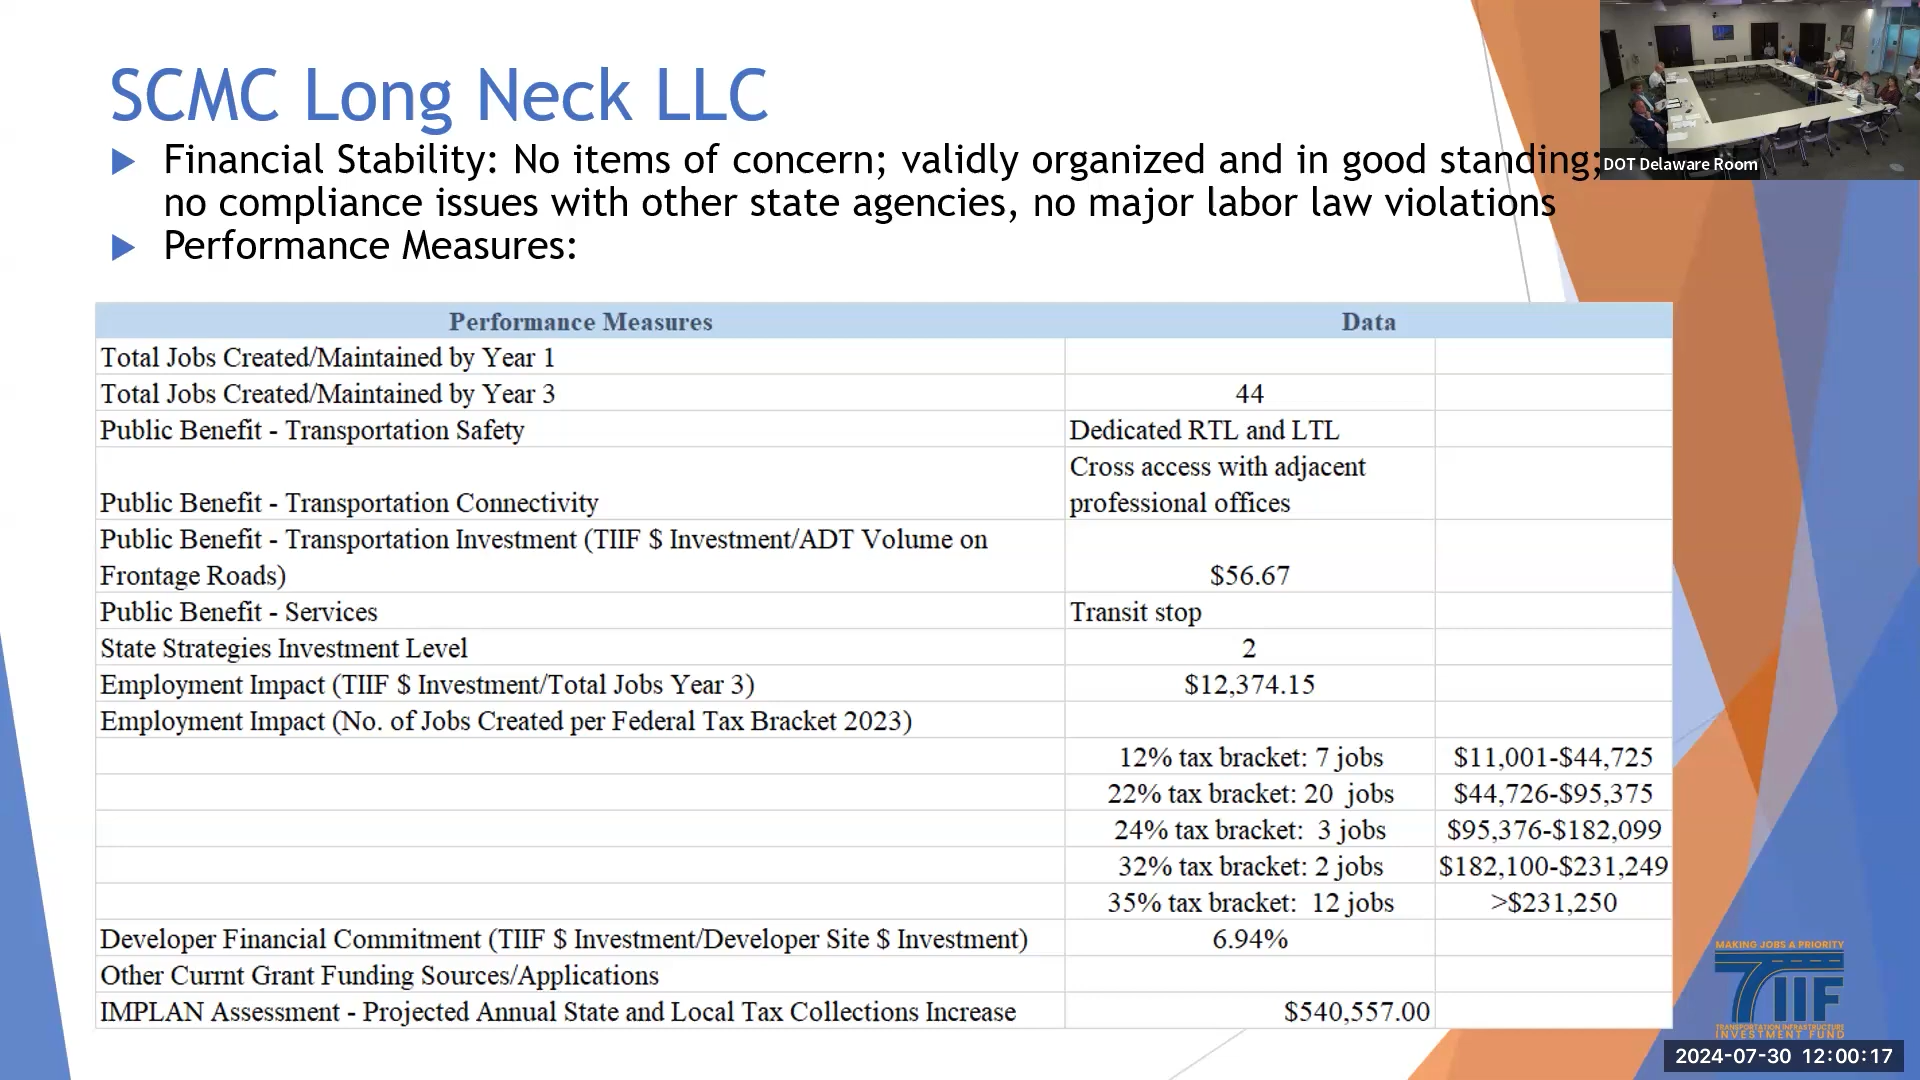 SCMC Long Neck LLC
Financial Stability: No items of concern; validly organized and in good standing;
no compliance issues with other state agencies, no major labor law violations
Performance Measures:
DOT Delaware Room
Performance Measures Data
Total Jobs Created/Maintained by Year 1
Total Jobs Created/Maintained by Year 3 44
Public Benefit - Transportation Safety Dedicated RTL and LTL
Cross access with adjacent
Public Benefit - Transportation Connectivity professional offices
Public Benefit - Transportation Investment (TIIF $ Investment/ADT Volume on
Frontage Roads) $56.67
Public Benefit - Services Transit stop
State Strategies Investment Level 2
Employment Impact (TIIF $ Investment/Total Jobs Year 3) $12,374.15
Employment Impact (No. of Jobs Created per Federal Tax Bracket 2023)
12% tax bracket: 7 jobs $11,001-$44,725
22% tax bracket: 20 jobs $44,726-$95,375
24% tax bracket: 3 jobs $95,376-$182,099
32% tax bracket: 2 jobs $182,100-$231,249
35% tax bracket: 12 jobs >$231,250
Developer Financial Commitment (TIIF $ Investment/Developer Site $ Investment) 6.94%
Other Currnt Grant Funding Sources/Applications
IMPLAN Assessment - Projected Annual State and Local Tax Collections Increase $540,557.00
MAKING JOBS A PRIORITY
TIIF
TRANSPORTATION INFRASTRUCTURE
INVESTMENT FUND
2024-07-30 12:00:17